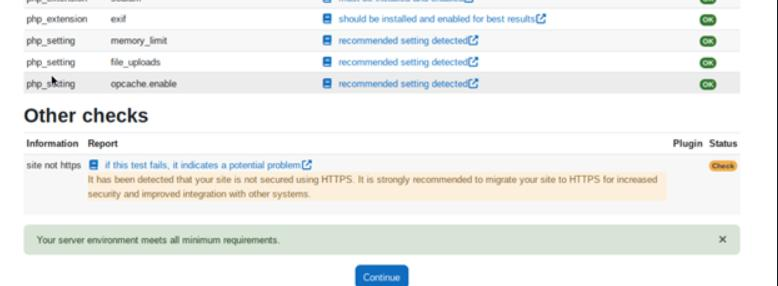 php_extension exif should be installed and enabled for best results OK
php_setting memory_limit recommended setting detected OK
php_setting file_uploads recommended setting detected OK
php_setting opcache.enable recommended setting detected OK
Other checks
Information Report Plugin Status
site not https if this test fails, it indicates a potential problem Check
It has been detected that your site is not secured using HTTPS. It is strongly recommended to migrate your site to HTTPS for increased
security and improved integration with other systems.
Your server environment meets all minimum requirements. ×
Continue